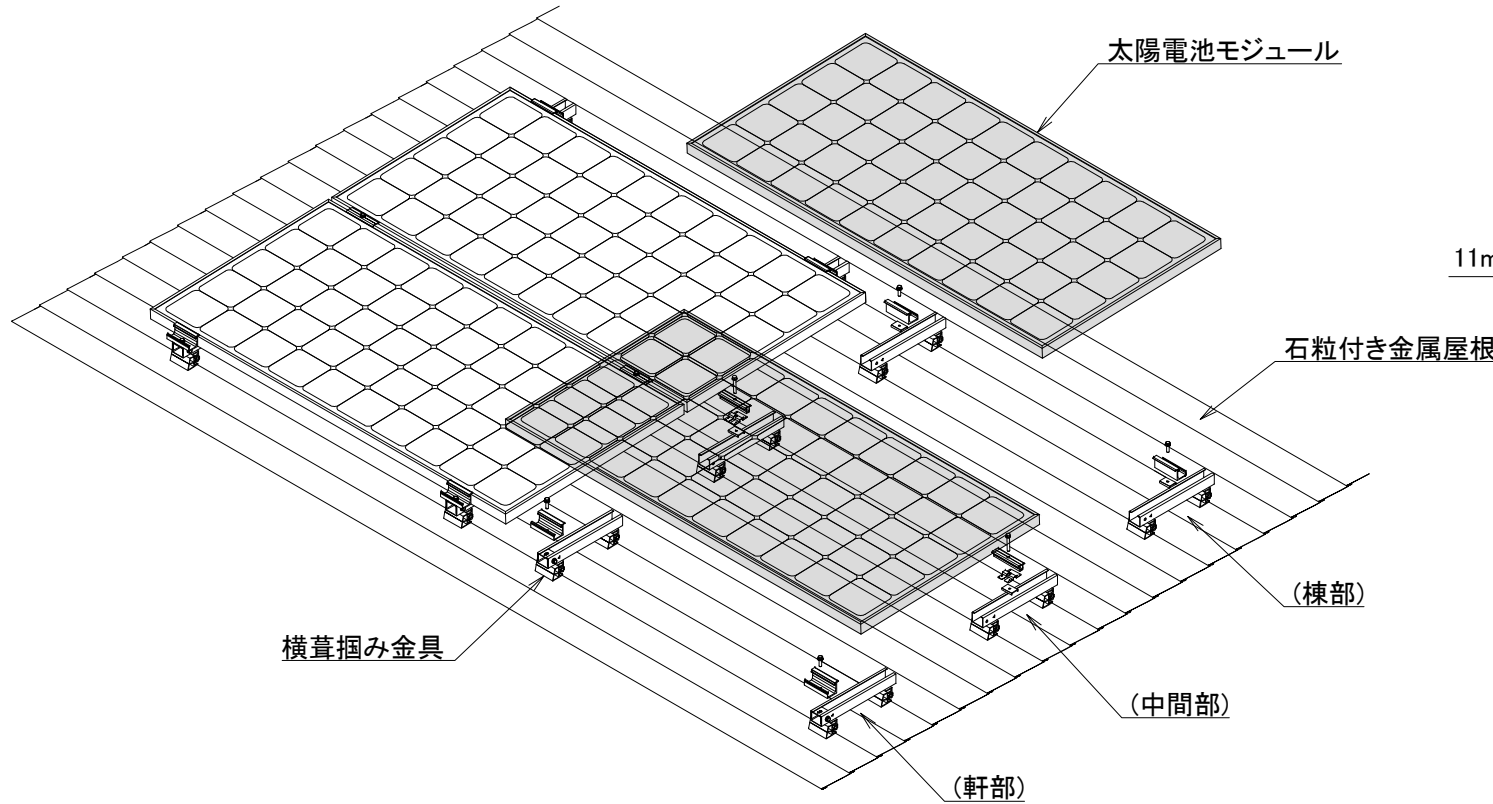 太陽電池モジュール
11m
石粒付き金属屋根
(棟部)
横葺掴み金具
(中間部)
(軒部)